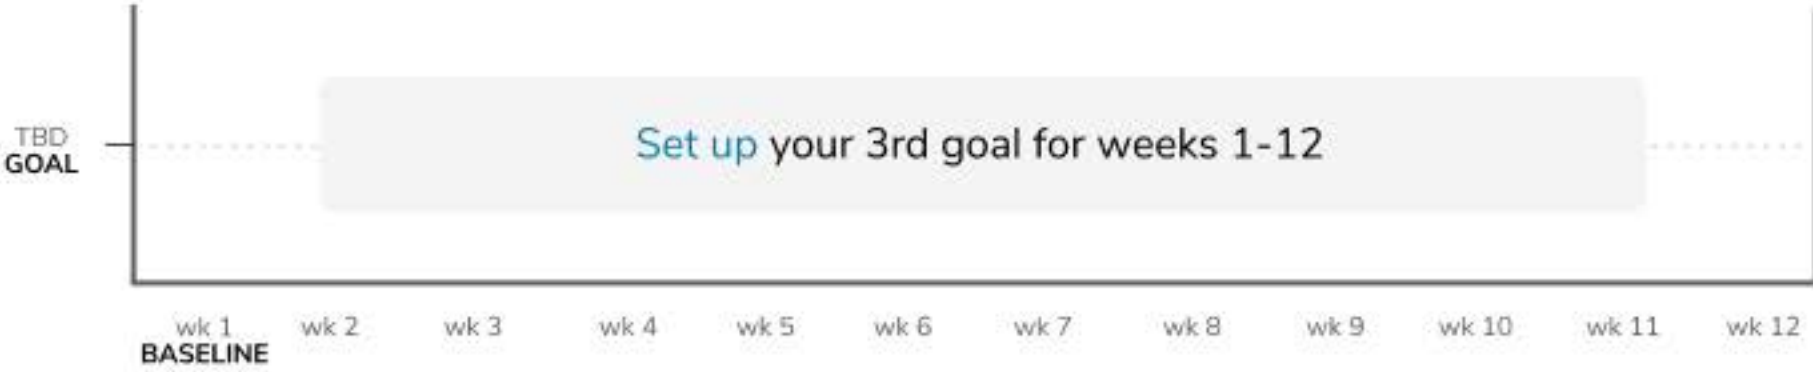 Set up your 3rd goal for weeks 1-12
TBD
GOAL
wk 1 wk 2 wk 3 wk 4 wk 5 wk 6 wk 7 wk 8 wk 9 wk 10 wk 11 wk 12
BASELINE